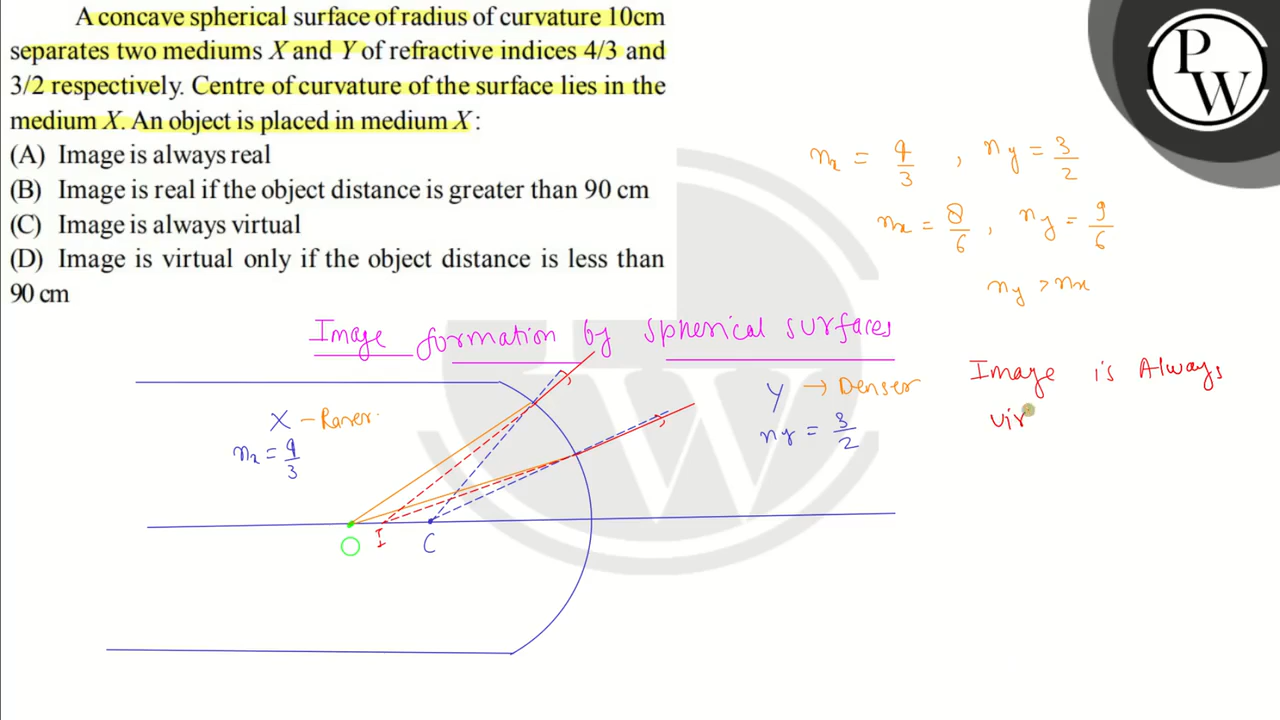 A concave spherical surface of radius of curvature 10cm
separates two mediums X and Y of refractive indices 4/3 and
3/2 respectively. Centre of curvature of the surface lies in the
medium X. An object is placed in medium X :
(A) Image is always real
(B) Image is real if the object distance is greater than 90 cm
(C) Image is always virtual
(D) Image is virtual only if the object distance is less than
90 cm
P
W
nx = 4/3 , ny = 3/2
nx = 8/6 , ny = 9/6
ny > nx
Image formation by spherical surfaces
Image is Always
vir
X - Rarer
nx = 4/3
Y → Denser
ny = 3/2
O I C